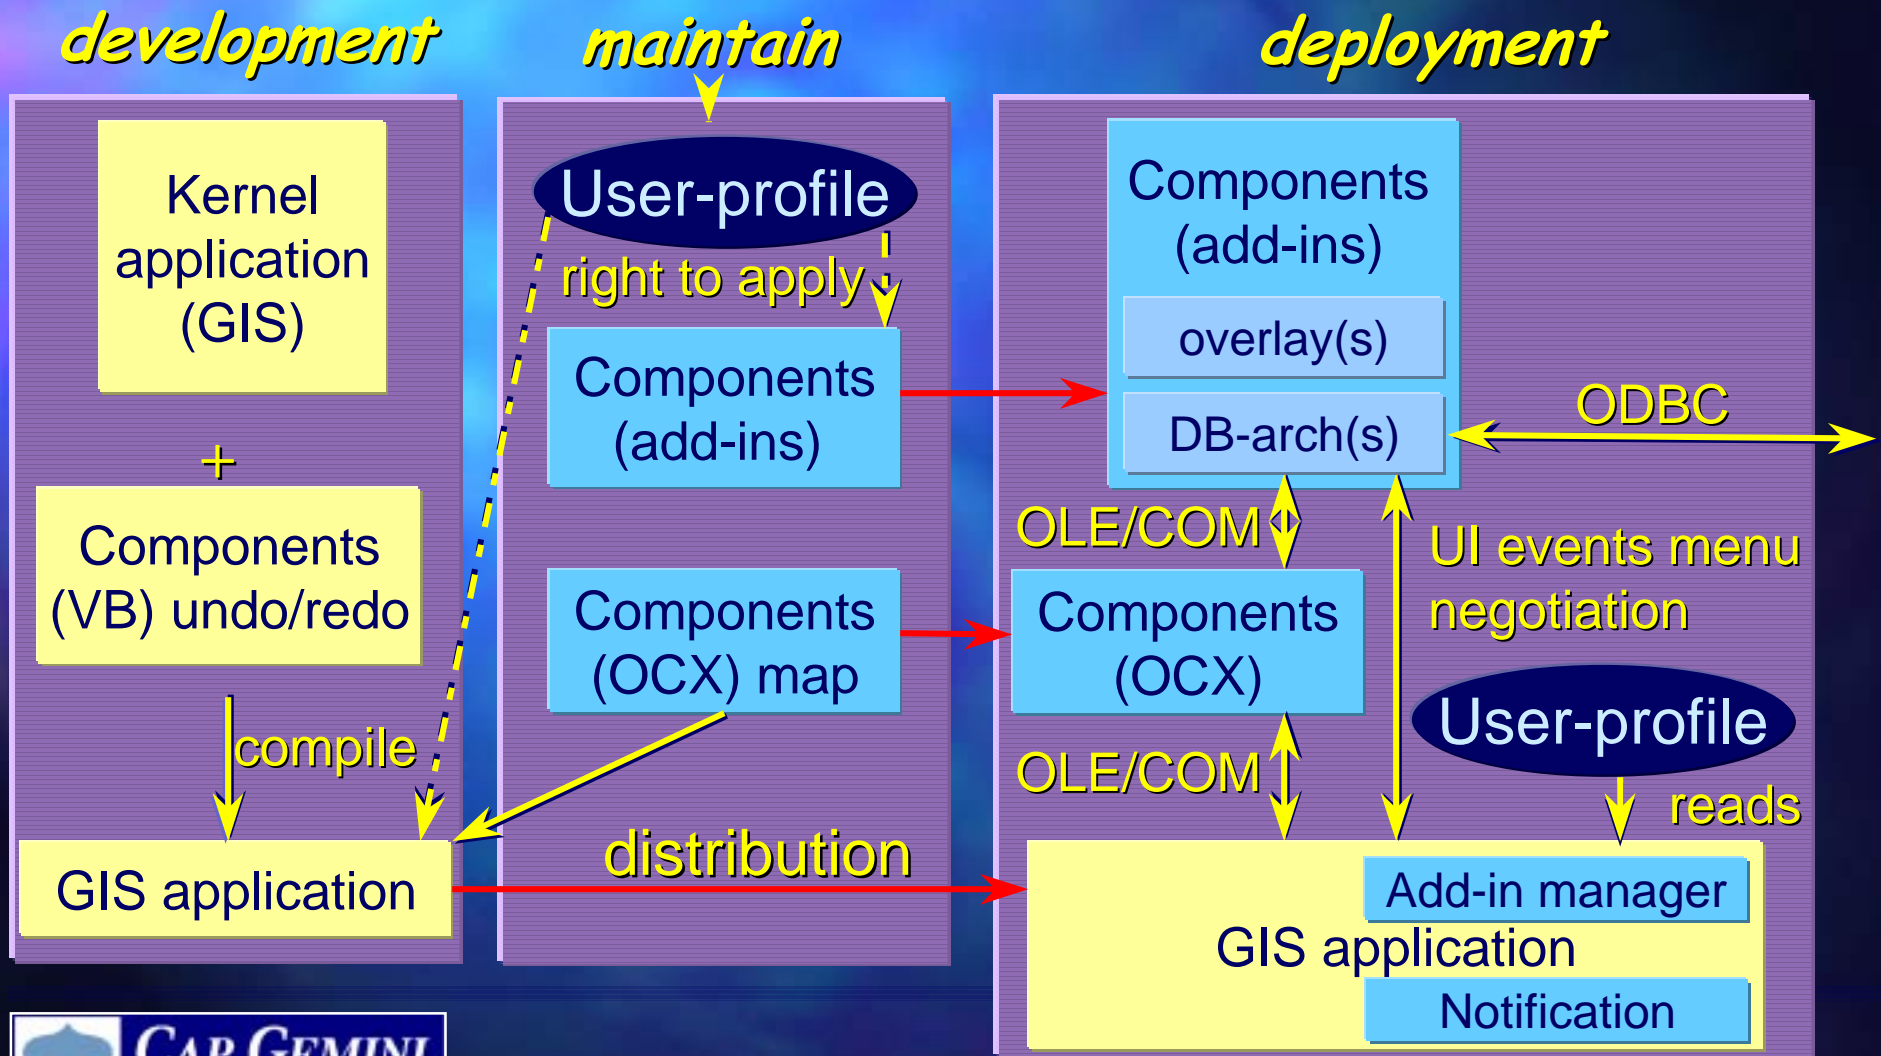 development
maintain
deployment
Kernel
application
(GIS)
+
Components
(VB) undo/redo
compile
GIS application
User-profile
right to apply
Components
(add-ins)
Components
(OCX) map
distribution
Components
(add-ins)
overlay(s)
DB-arch(s)
ODBC
OLE/COM
UI events menu
negotiation
Components
(OCX)
User-profile
OLE/COM
reads
Add-in manager
GIS application
Notification
CAP GEMINI